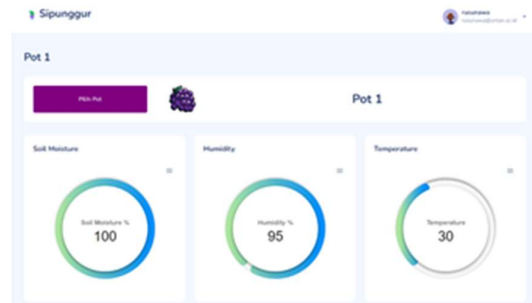 Sipunggur
Pot 1
Pilih Pot
Pot 1
Soil Moisture
Humidity
Temperature
Soil Moisture %
100
Humidity %
95
Temperature
30